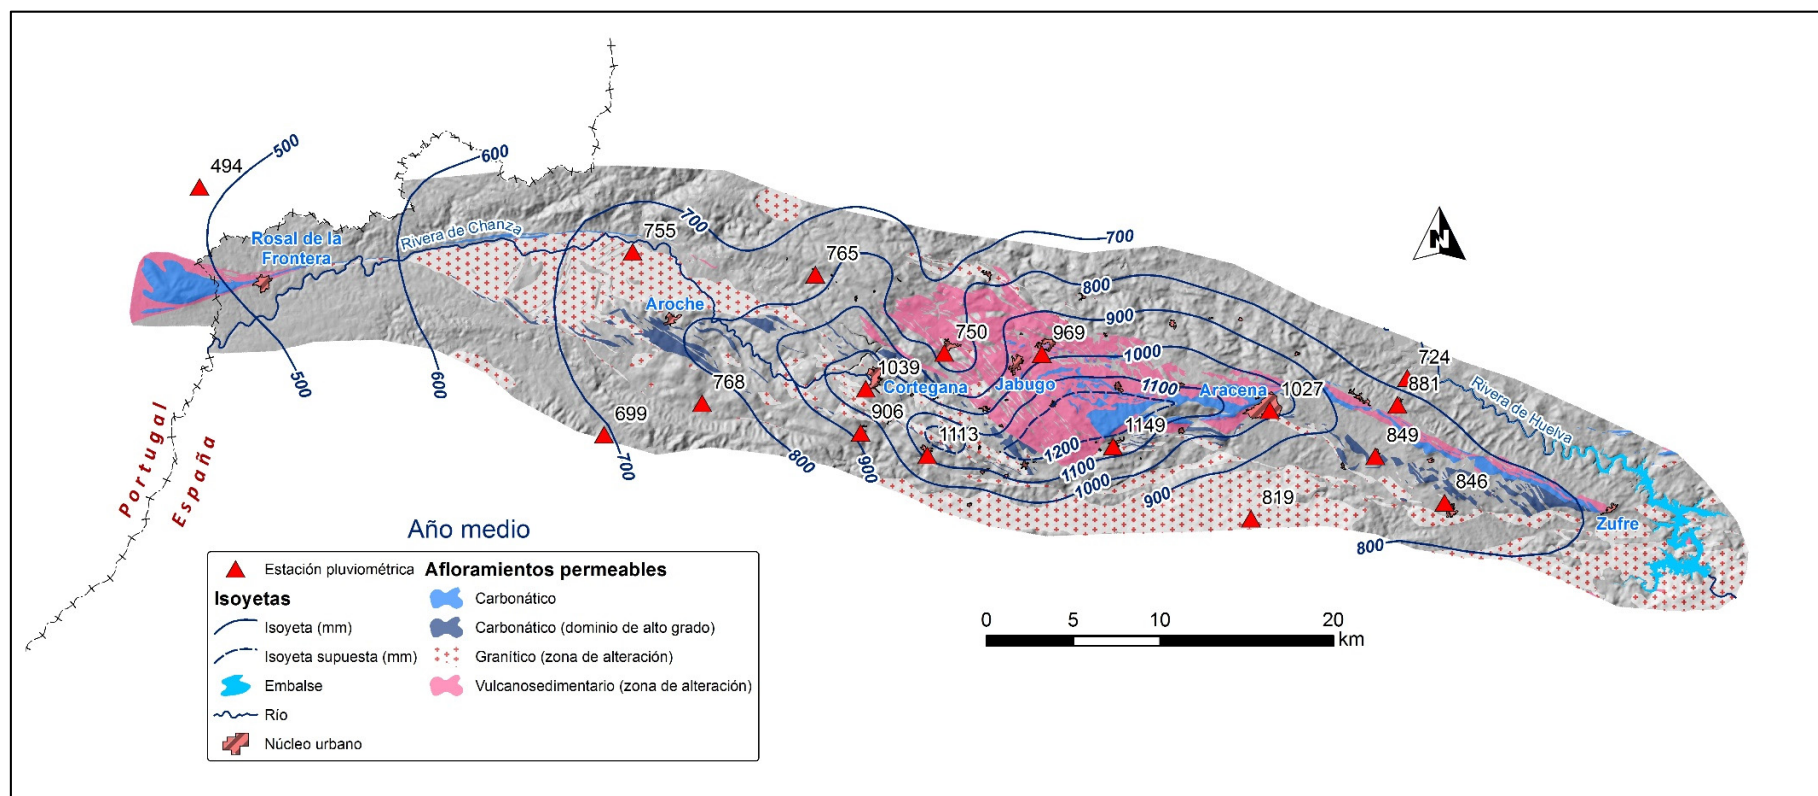 500
600
494
Rosal de la
Frontera
Rivera de Chanza
700
755
765
700
800
Aroche
900
750
969
1000
724
881
1039
Cortegana
Jabugo
1100
Aracena
1027
Rivera de Huelva
768
906
699
1113
1149
849
500
600
700
800
900
1200
1100
1000
900
819
846
Zufre
800
Portugal
España
N
Año medio
Estación pluviométrica
Isoyetas
Isoyeta (mm)
Isoyeta supuesta (mm)
Embalse
Río
Núcleo urbano
Afloramientos permeables
Carbonático
Carbonático (dominio de alto grado)
Granítico (zona de alteración)
Vulcanosedimentario (zona de alteración)
0 5 10 20
km